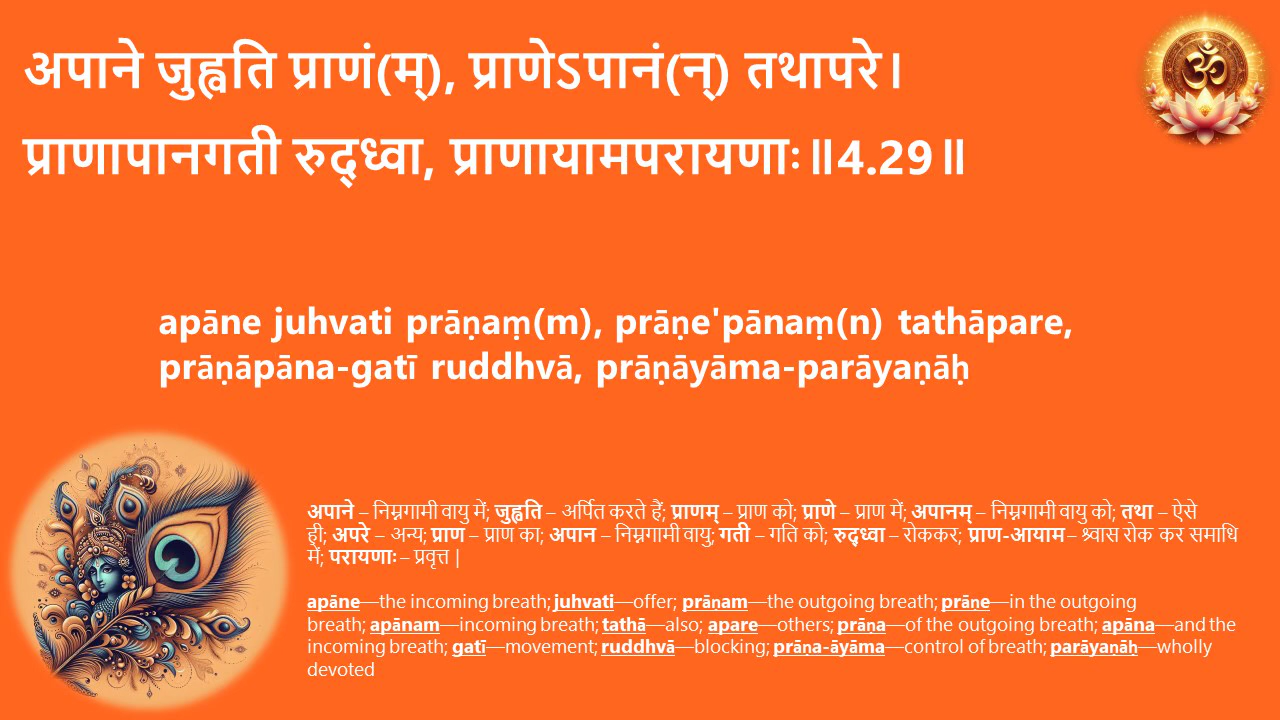 अपाने जुह्वति प्राणं(म्), प्राणेऽपानं(न्) तथापरे।
प्राणापानगती रुद्ध्वा, प्राणायामपरायणाः॥4.29॥
ॐ
apāne juhvati prāṇaṃ(m), prāṇe'pānaṃ(n) tathāpare,
prāṇāpāna-gatī ruddhvā, prāṇāyāma-parāyaṇāḥ
अपाने – निम्नगामी वायु में; जुह्वति – अर्पित करते हैं; प्राणम् – प्राण को; प्राणे – प्राण में; अपानम् – निम्नगामी वायु को; तथा – ऐसे
ही; अपरे – अन्य; प्राण – प्राण का; अपान – निम्नगामी वायु; गती – गति को; रुद्ध्वा – रोककर; प्राण-आयाम – श्वास रोक कर समाधि
में; परायणाः – प्रवृत्त |
apāne—the incoming breath; juhvati—offer; prāṇam—the outgoing breath; prāṇe—in the outgoing
breath; apānam—incoming breath; tathā—also; apare—others; prāṇa—of the outgoing breath; apāna—and the
incoming breath; gatī—movement; ruddhvā—blocking; prāṇa-āyāma—control of breath; parāyaṇāḥ—wholly
devoted